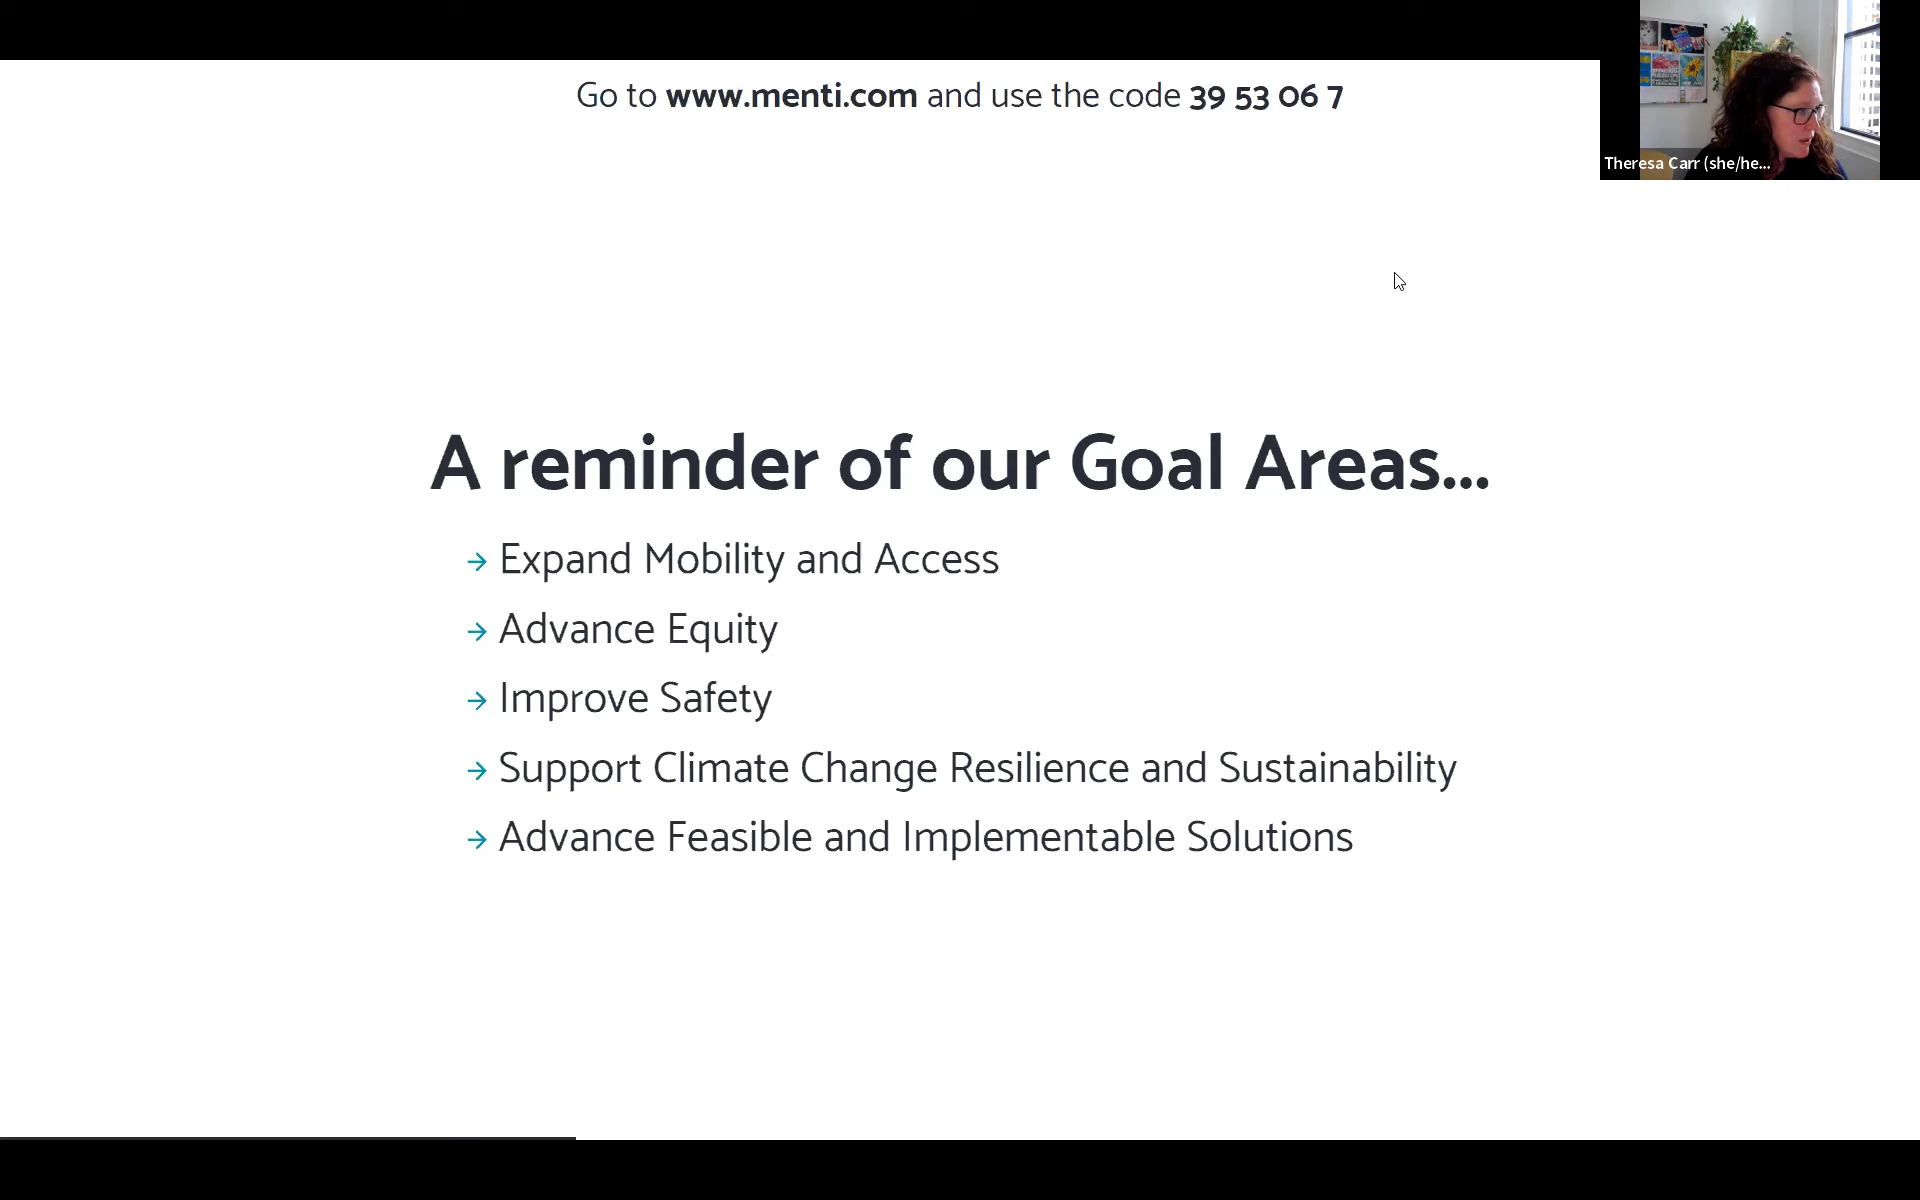 Go to www.menti.com and use the code 39 53 06 7
Theresa Carr (she/he...
A reminder of our Goal Areas...
→ Expand Mobility and Access
→ Advance Equity
→ Improve Safety
→ Support Climate Change Resilience and Sustainability
→ Advance Feasible and Implementable Solutions